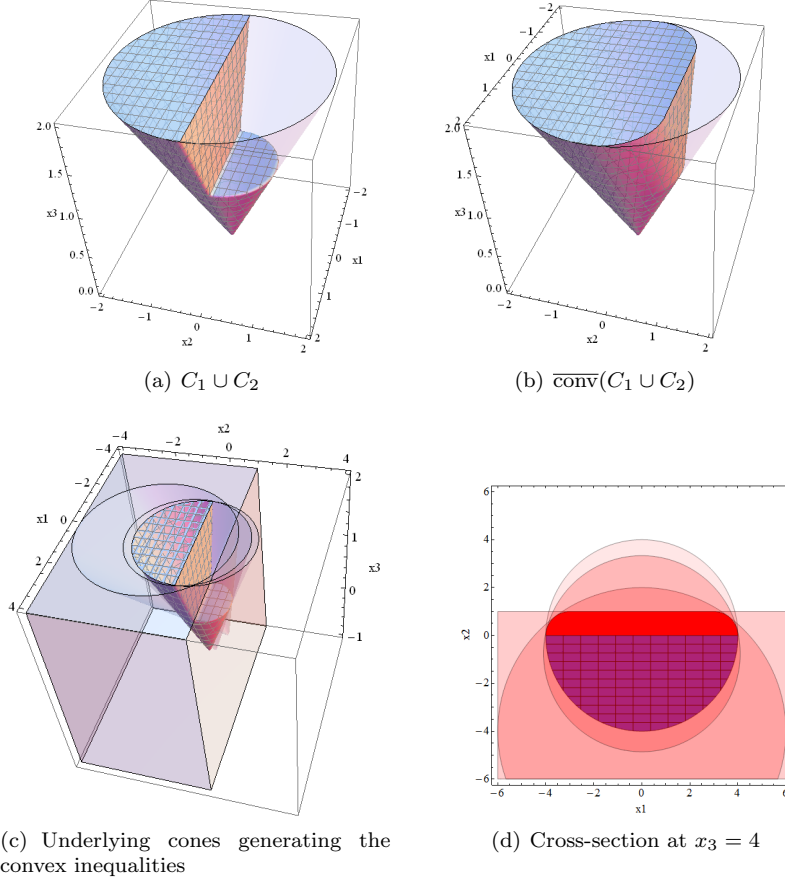 2.0
1.5
x3 1.0
0.5
0.0
−2
−1
0
x2
1
2
−2
−1
0
x1
1
2
(a) C₁ ∪ C₂
−2
−1
x1 0
1
2
2.0
1.5
x3 1.0
0.5
0.0
−2
−1
0
x2
1
2
(b) conv(C₁ ∪ C₂)
x2
−4
−2
0
2
4
−4
−2
x1 0
2
4
2
1
x3
0
−1
(c) Underlying cones generating the
convex inequalities
6
4
2
x2
0
−2
−4
−6
−6 −4 −2 0 2 4 6
x1
(d) Cross-section at x₃ = 4